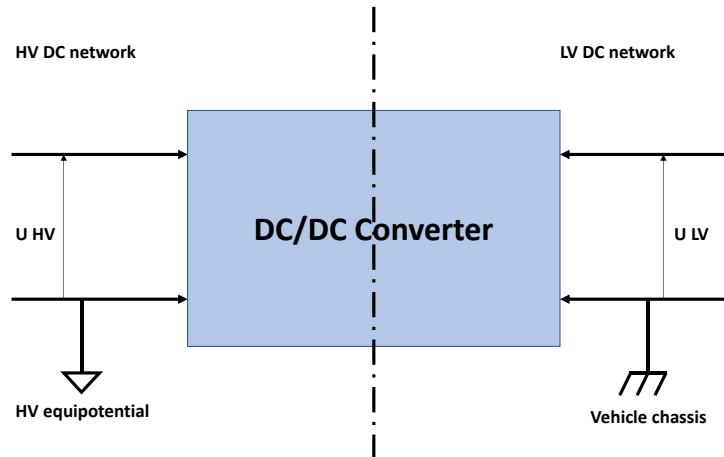 HV DC network
LV DC network
DC/DC Converter
U HV
U LV
HV equipotential
Vehicle chassis